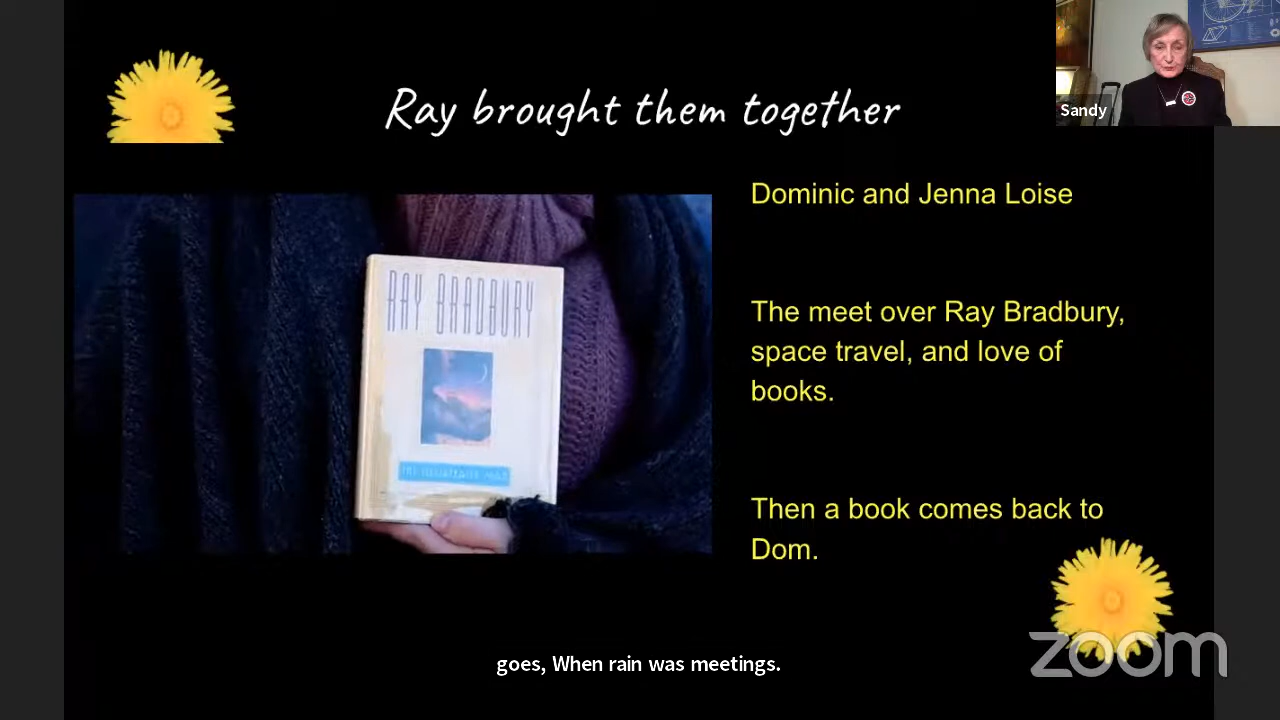 Ray brought them together
Sandy
Dominic and Jenna Loise
RAY BRADBURY
The meet over Ray Bradbury,
space travel, and love of
books.
Then a book comes back to
Dom.
goes, When rain was meetings.
zoom